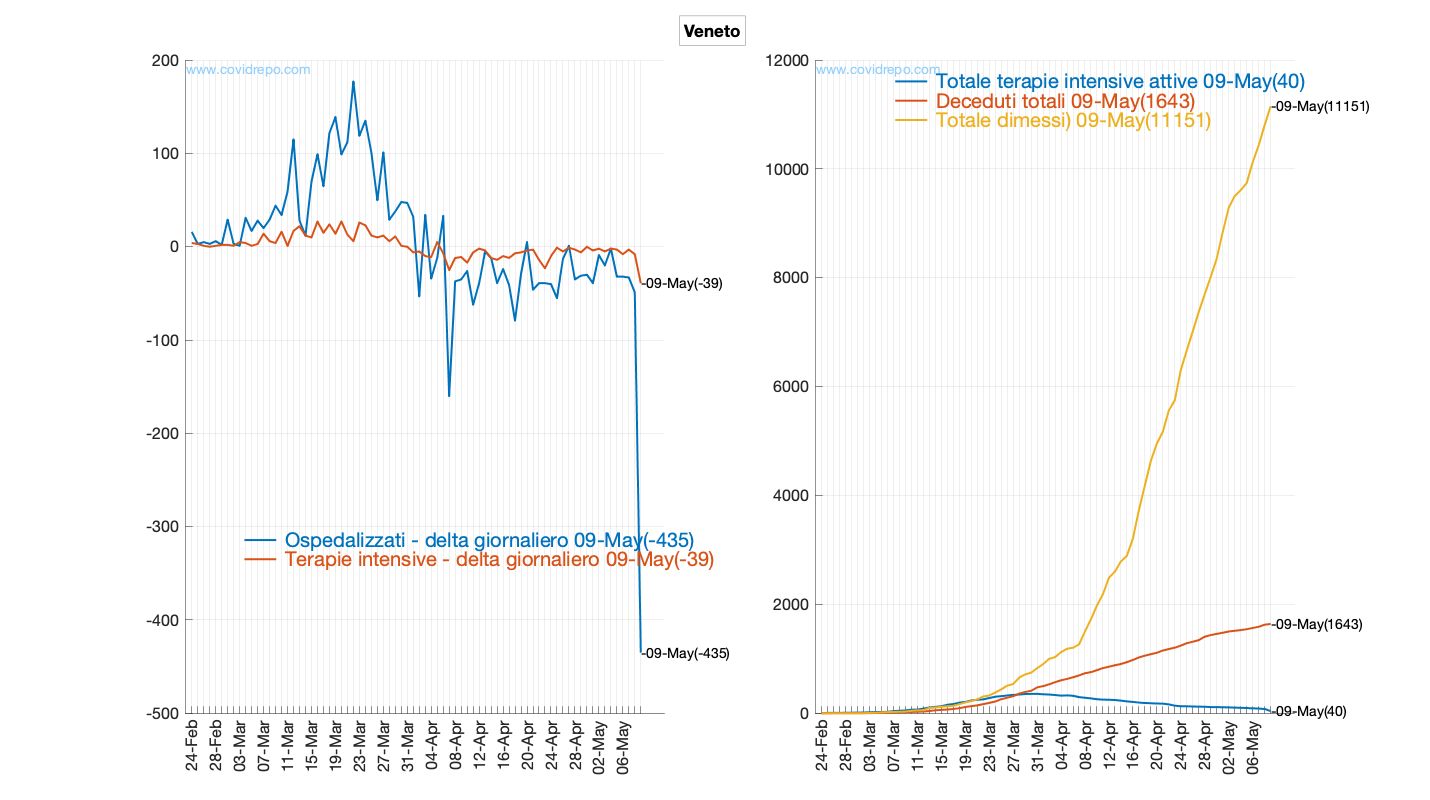 Veneto
www.covidrepo.com
200
100
0
-100
-200
-300
-400
-500
-09-May(-39)
Ospedalizzati - delta giornaliero 09-May(-435)
Terapie intensive - delta giornaliero 09-May(-39)
-09-May(-435)
24-Feb
28-Feb
03-Mar
07-Mar
11-Mar
15-Mar
19-Mar
23-Mar
27-Mar
31-Mar
04-Apr
08-Apr
12-Apr
16-Apr
20-Apr
24-Apr
28-Apr
02-May
06-May
www.covidrepo.com
Totale terapie intensive attive 09-May(40)
Deceduti totali 09-May(1643)
Totale dimessi) 09-May(11151)
12000
10000
8000
6000
4000
2000
0
-09-May(11151)
-09-May(1643)
-09-May(40)
24-Feb
28-Feb
03-Mar
07-Mar
11-Mar
15-Mar
19-Mar
23-Mar
27-Mar
31-Mar
04-Apr
08-Apr
12-Apr
16-Apr
20-Apr
24-Apr
28-Apr
02-May
06-May